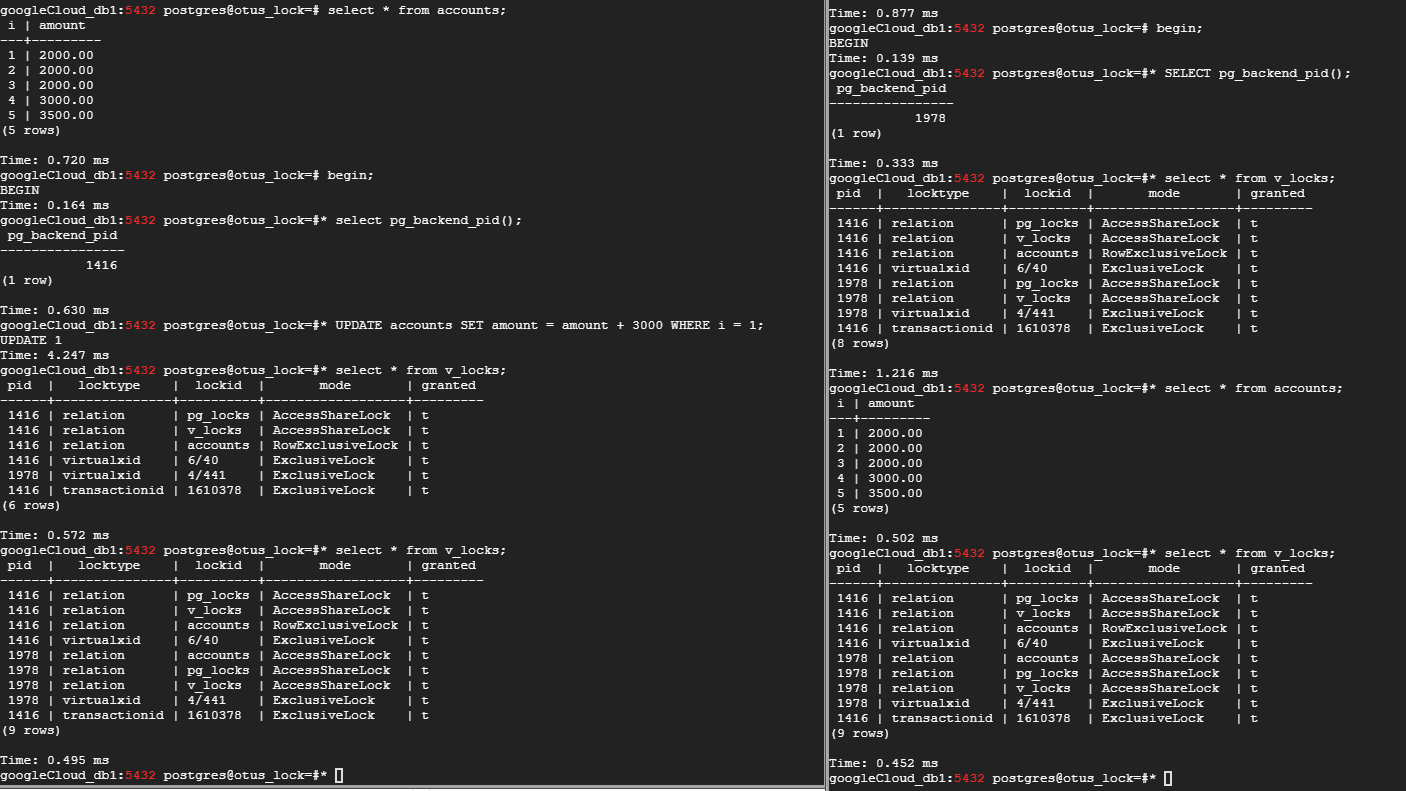 googleCloud_db1:5432 postgres@otus_lock=# select * from accounts;
 i | amount
---+---------
 1 | 2000.00
 2 | 2000.00
 3 | 2000.00
 4 | 3000.00
 5 | 3500.00
(5 rows)
Time: 0.720 ms
googleCloud_db1:5432 postgres@otus_lock=# begin;
BEGIN
Time: 0.164 ms
googleCloud_db1:5432 postgres@otus_lock=#* select pg_backend_pid();
 pg_backend_pid
----------------
           1416
(1 row)
Time: 0.630 ms
googleCloud_db1:5432 postgres@otus_lock=#* UPDATE accounts SET amount = amount + 3000 WHERE i = 1;
UPDATE 1
Time: 4.247 ms
googleCloud_db1:5432 postgres@otus_lock=#* select * from v_locks;
 pid  |   locktype    |  lockid  |       mode       | granted
------+---------------+----------+------------------+---------
 1416 | relation      | pg_locks | AccessShareLock  | t
 1416 | relation      | v_locks  | AccessShareLock  | t
 1416 | relation      | accounts | RowExclusiveLock | t
 1416 | virtualxid    | 6/40     | ExclusiveLock    | t
 1978 | virtualxid    | 4/441    | ExclusiveLock    | t
 1416 | transactionid | 1610378  | ExclusiveLock    | t
(6 rows)
Time: 0.572 ms
googleCloud_db1:5432 postgres@otus_lock=#* select * from v_locks;
 pid  |   locktype    |  lockid  |       mode       | granted
------+---------------+----------+------------------+---------
 1416 | relation      | pg_locks | AccessShareLock  | t
 1416 | relation      | v_locks  | AccessShareLock  | t
 1416 | relation      | accounts | RowExclusiveLock | t
 1416 | virtualxid    | 6/40     | ExclusiveLock    | t
 1978 | relation      | accounts | AccessShareLock  | t
 1978 | relation      | pg_locks | AccessShareLock  | t
 1978 | relation      | v_locks  | AccessShareLock  | t
 1978 | virtualxid    | 4/441    | ExclusiveLock    | t
 1416 | transactionid | 1610378  | ExclusiveLock    | t
(9 rows)
Time: 0.495 ms
googleCloud_db1:5432 postgres@otus_lock=#*
Time: 0.877 ms
googleCloud_db1:5432 postgres@otus_lock=# begin;
BEGIN
Time: 0.139 ms
googleCloud_db1:5432 postgres@otus_lock=#* SELECT pg_backend_pid();
 pg_backend_pid
----------------
           1978
(1 row)
Time: 0.333 ms
googleCloud_db1:5432 postgres@otus_lock=#* select * from v_locks;
 pid  |   locktype    |  lockid  |       mode       | granted
------+---------------+----------+------------------+---------
 1416 | relation      | pg_locks | AccessShareLock  | t
 1416 | relation      | v_locks  | AccessShareLock  | t
 1416 | relation      | accounts | RowExclusiveLock | t
 1416 | virtualxid    | 6/40     | ExclusiveLock    | t
 1978 | relation      | pg_locks | AccessShareLock  | t
 1978 | relation      | v_locks  | AccessShareLock  | t
 1978 | virtualxid    | 4/441    | ExclusiveLock    | t
 1416 | transactionid | 1610378  | ExclusiveLock    | t
(8 rows)
Time: 1.216 ms
googleCloud_db1:5432 postgres@otus_lock=#* select * from accounts;
 i | amount
---+---------
 1 | 2000.00
 2 | 2000.00
 3 | 2000.00
 4 | 3000.00
 5 | 3500.00
(5 rows)
Time: 0.502 ms
googleCloud_db1:5432 postgres@otus_lock=#* select * from v_locks;
 pid  |   locktype    |  lockid  |       mode       | granted
------+---------------+----------+------------------+---------
 1416 | relation      | pg_locks | AccessShareLock  | t
 1416 | relation      | v_locks  | AccessShareLock  | t
 1416 | relation      | accounts | RowExclusiveLock | t
 1416 | virtualxid    | 6/40     | ExclusiveLock    | t
 1978 | relation      | accounts | AccessShareLock  | t
 1978 | relation      | pg_locks | AccessShareLock  | t
 1978 | relation      | v_locks  | AccessShareLock  | t
 1978 | virtualxid    | 4/441    | ExclusiveLock    | t
 1416 | transactionid | 1610378  | ExclusiveLock    | t
(9 rows)
Time: 0.452 ms
googleCloud_db1:5432 postgres@otus_lock=#*